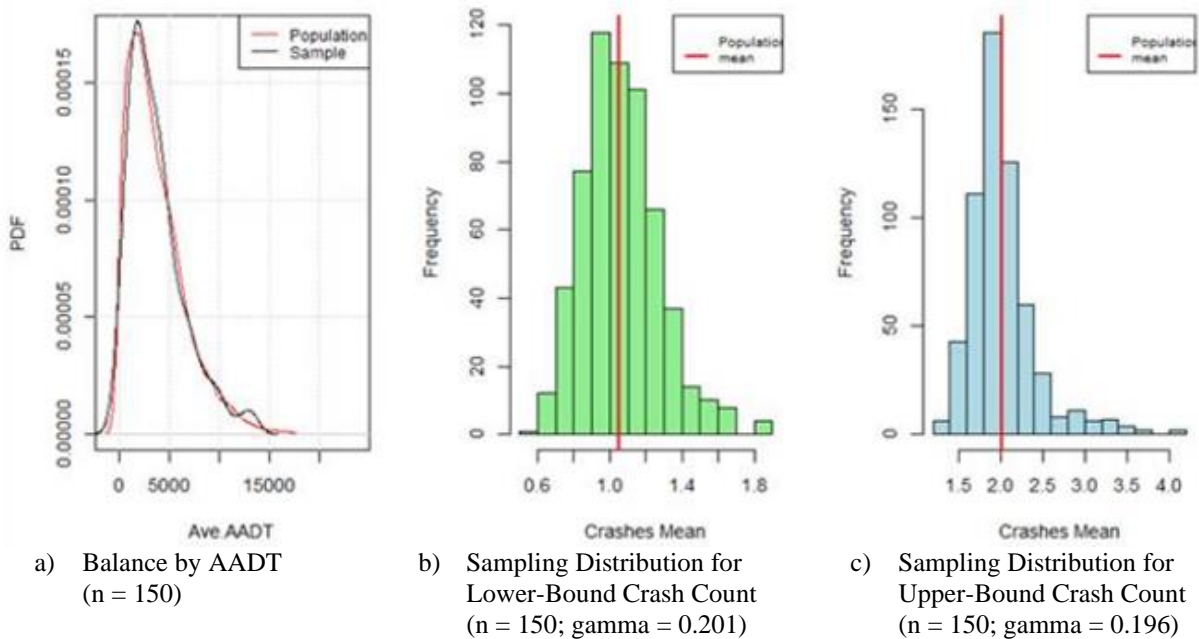 Population
Sample
PDF
0.00000
0.00005
0.00010
0.00015
0 5000 15000
Ave.AADT
a) Balance by AADT
(n = 150)
Populatio
mean
Frequency
0 20 40 60 80 100 120
0.6 1.0 1.4 1.8
Crashes Mean
b) Sampling Distribution for
Lower-Bound Crash Count
(n = 150; gamma = 0.201)
Populatio
mean
Frequency
0 50 100 150
1.5 2.0 2.5 3.0 3.5 4.0
Crashes Mean
c) Sampling Distribution for
Upper-Bound Crash Count
(n = 150; gamma = 0.196)